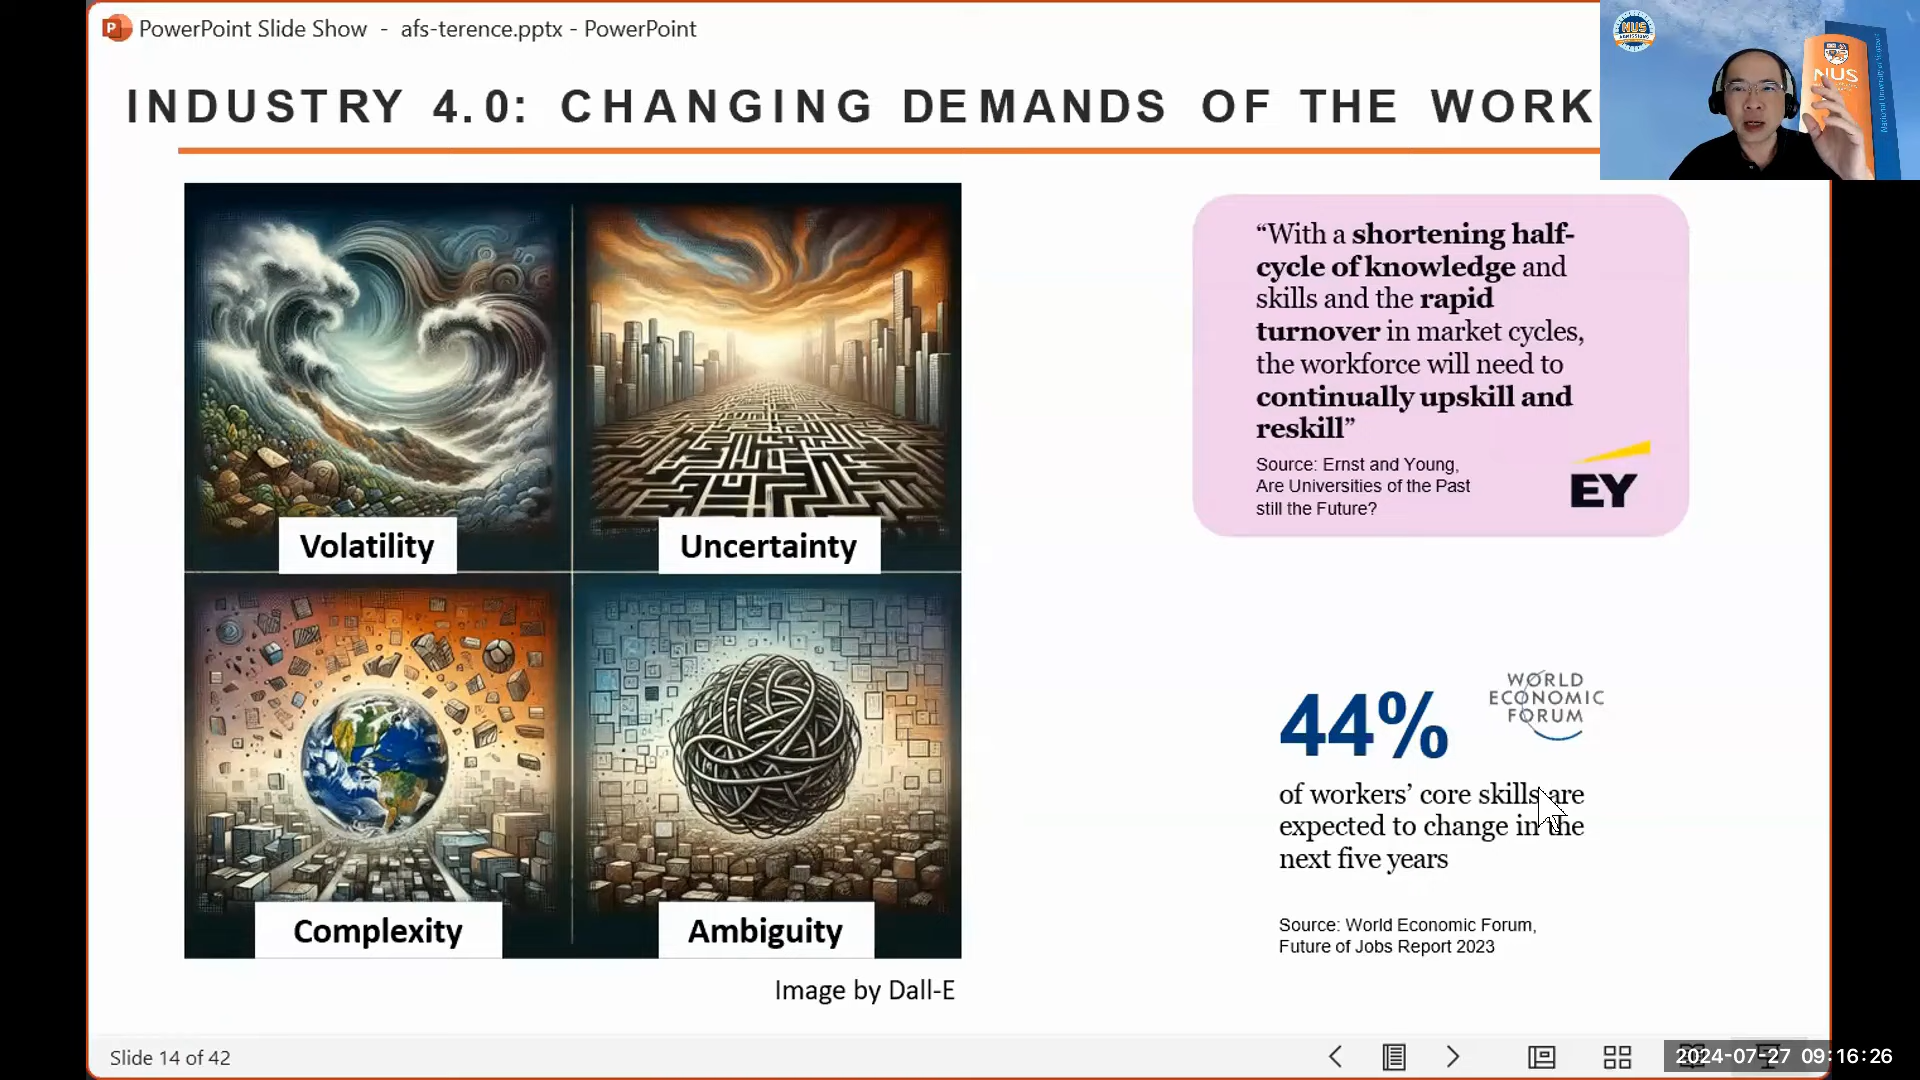 PowerPoint Slide Show - afs-terence.pptx - PowerPoint
INDUSTRY 4.0: CHANGING DEMANDS OF THE WORK
NUS
ADMISSIONS
NUS
“With a shortening half-
cycle of knowledge and
skills and the rapid
turnover in market cycles,
the workforce will need to
continually upskill and
reskill”
Source: Ernst and Young,
Are Universities of the Past
still the Future?
EY
Volatility
Uncertainty
Complexity
Ambiguity
Image by Dall-E
44%
WORLD
ECONOMIC
FORUM
of workers’ core skills are
expected to change in the
next five years
Source: World Economic Forum,
Future of Jobs Report 2023
Slide 14 of 42
2024-07-27 09:16:26